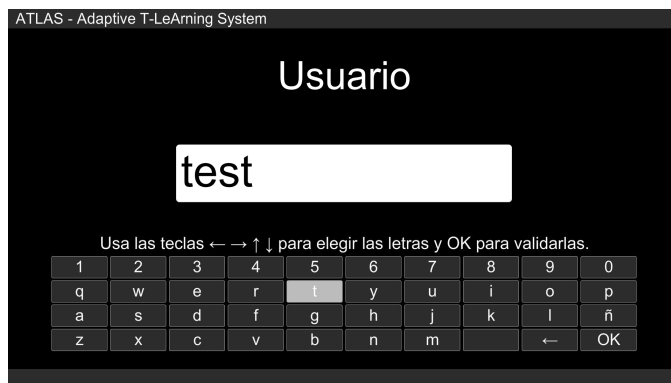 ATLAS - Adaptive T-LeArning System
Usuario
test
Usa las teclas ← → ↑ ↓ para elegir las letras y OK para validarlas.
1 2 3 4 5 6 7 8 9 0
q w e r t y u i o p
a s d f g h j k l ñ
z x c v b n m ← OK